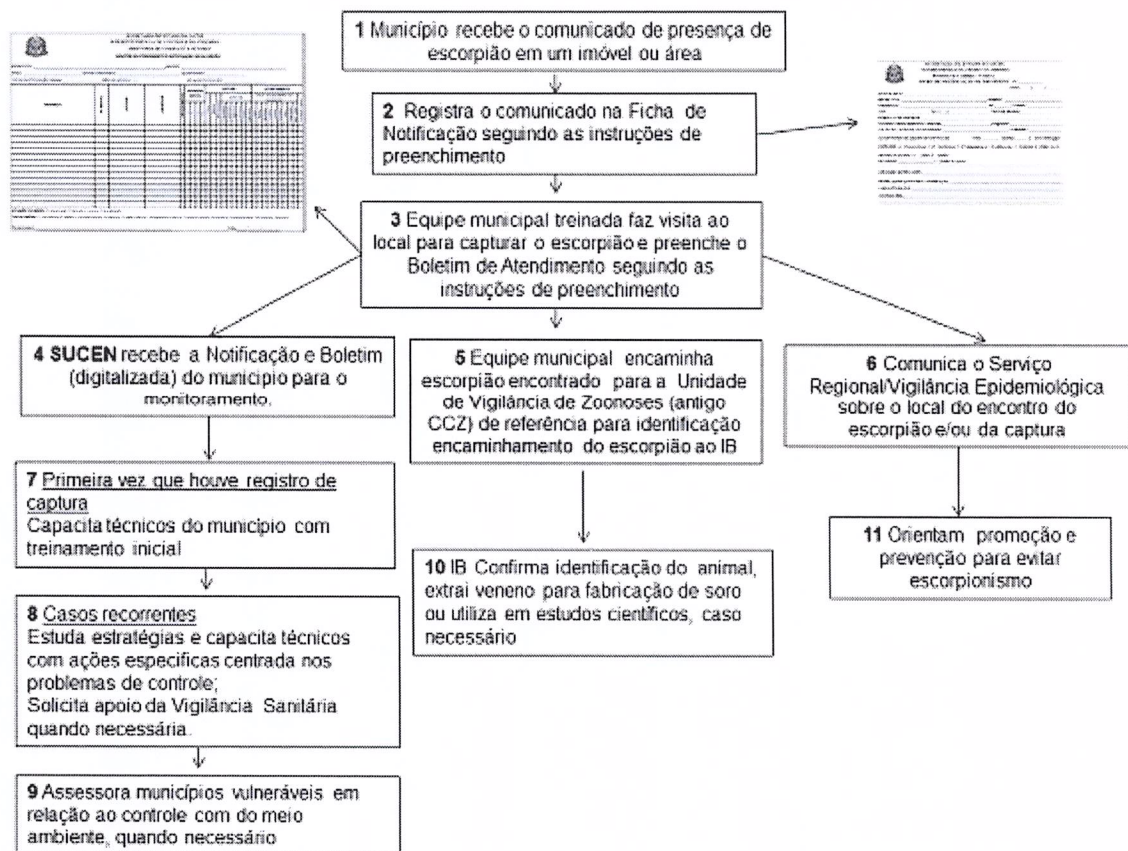 1 Município recebe o comunicado de presença de
escorpião em um imóvel ou área
2 Registra o comunicado na Ficha de
Notificação seguindo as instruções de
preenchimento
3 Equipe municipal treinada faz visita ao
local para capturar o escorpião e preenche o
Boletim de Atendimento seguindo as
instruções de preenchimento
4 SUCEN recebe a Notificação e Boletim
(digitalizada) do municipio para o
monitoramento.
5 Equipe municipal encaminha
escorpião encontrado para a Unidade
de Vigilância de Zoonoses (antigo
CCZ) de referência para identificação
encaminhamento do escorpião ao IB
6 Comunica o Serviço
Regional/Vigilância Epidemiológica
sobre o local do encontro do
escorpião e/ou da captura
7 Primeira vez que houve registro de
captura
Capacita técnicos do município com
treinamento inicial
8 Casos recorrentes
Estuda estratégias e capacita técnicos
com ações especificas centrada nos
problemas de controle;
Solicita apoio da Vigilância Sanitária
quando necessária.
9 Assessora municípios vulneráveis em
relação ao controle com do meio
ambiente, quando necessário
10 IB Confirma identificação do animal,
extrai veneno para fabricação de soro
ou utiliza em estudos científicos, caso
necessário
11 Orientam promoção e
prevenção para evitar
escorpionismo